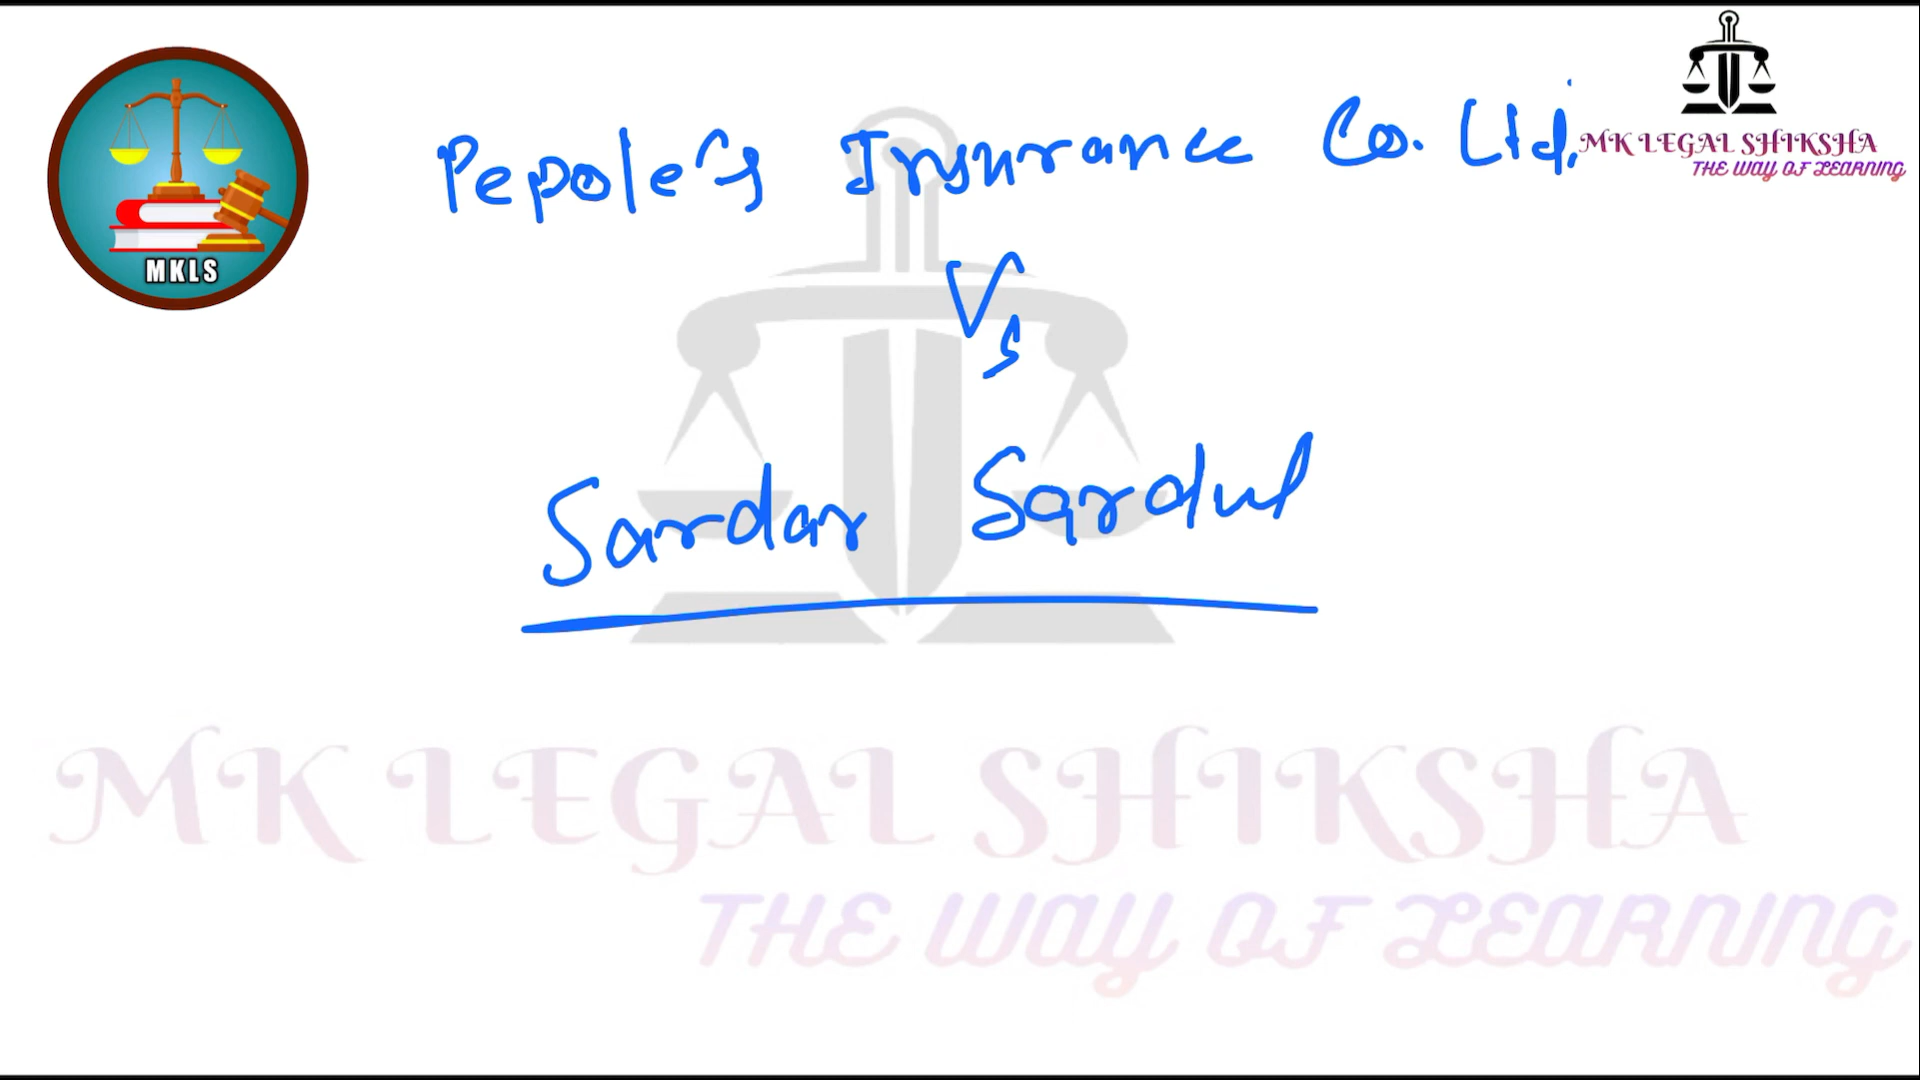 MKLS
Pepole's Insurance Co. Ltd.
MK LEGAL SHIKSHA
THE WAY OF LEARNING
Vs
Sardar Sardul
MK LEGAL SHIKSHA
THE WAY OF LEARNING